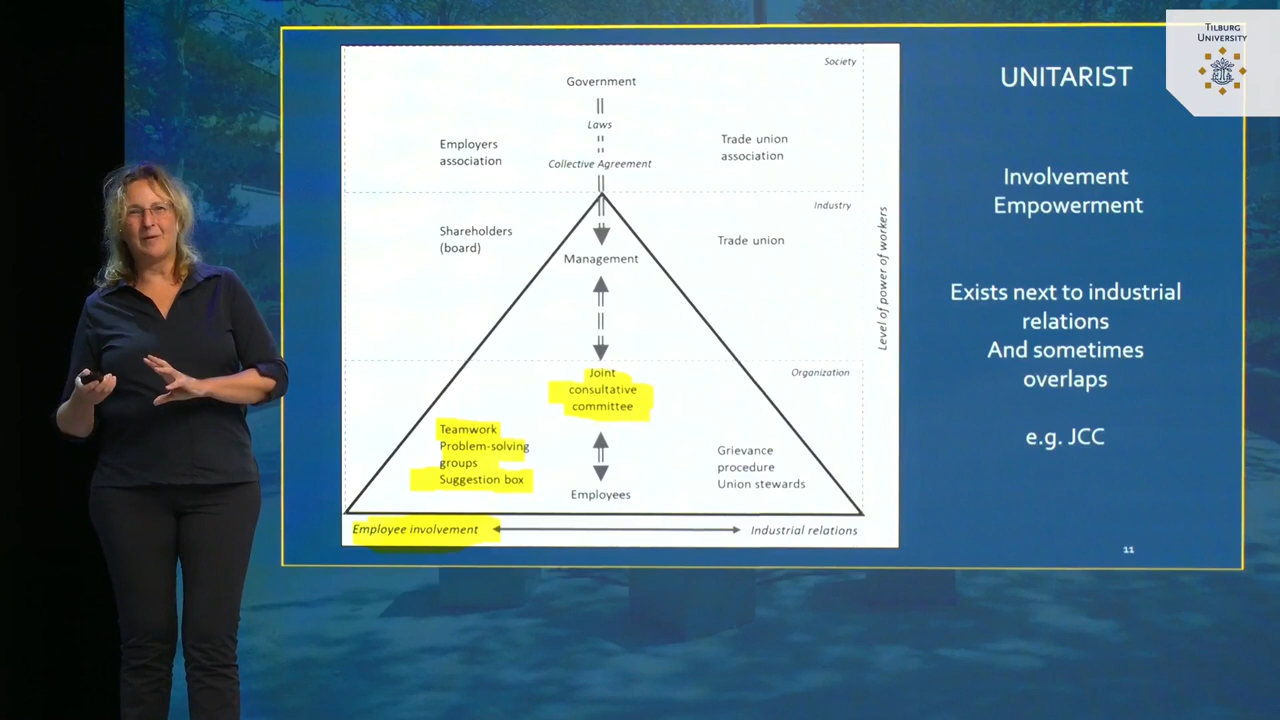 Society
Government
Laws
Employers
association
Trade union
association
Collective Agreement
Industry
Shareholders
(board)
Trade union
Management
Level of power of workers
Joint
consultative
committee
Organization
Teamwork
Problem-solving
groups
Suggestion box
Grievance
procedure
Union stewards
Employees
Employee involvement
Industrial relations
UNITARIST
Involvement
Empowerment
Exists next to industrial
relations
And sometimes
overlaps
e.g. JCC
11
TILBURG
UNIVERSITY